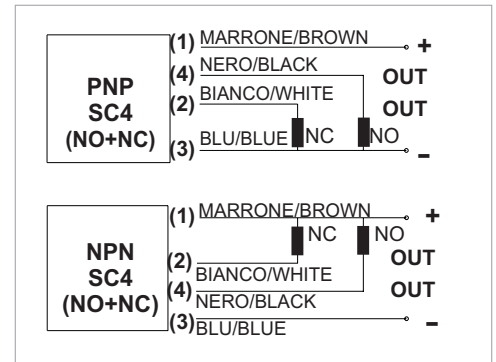 (1) MARRONE/BROWN +
(4) NERO/BLACK OUT
PNP
SC4
(NO+NC)
(2) BIANCO/WHITE OUT
(3) BLU/BLUE NC NO -
(1) MARRONE/BROWN +
NC NO
NPN
SC4
(NO+NC)
(2) OUT
BIANCO/WHITE
(4) OUT
NERO/BLACK
(3) -
BLU/BLUE